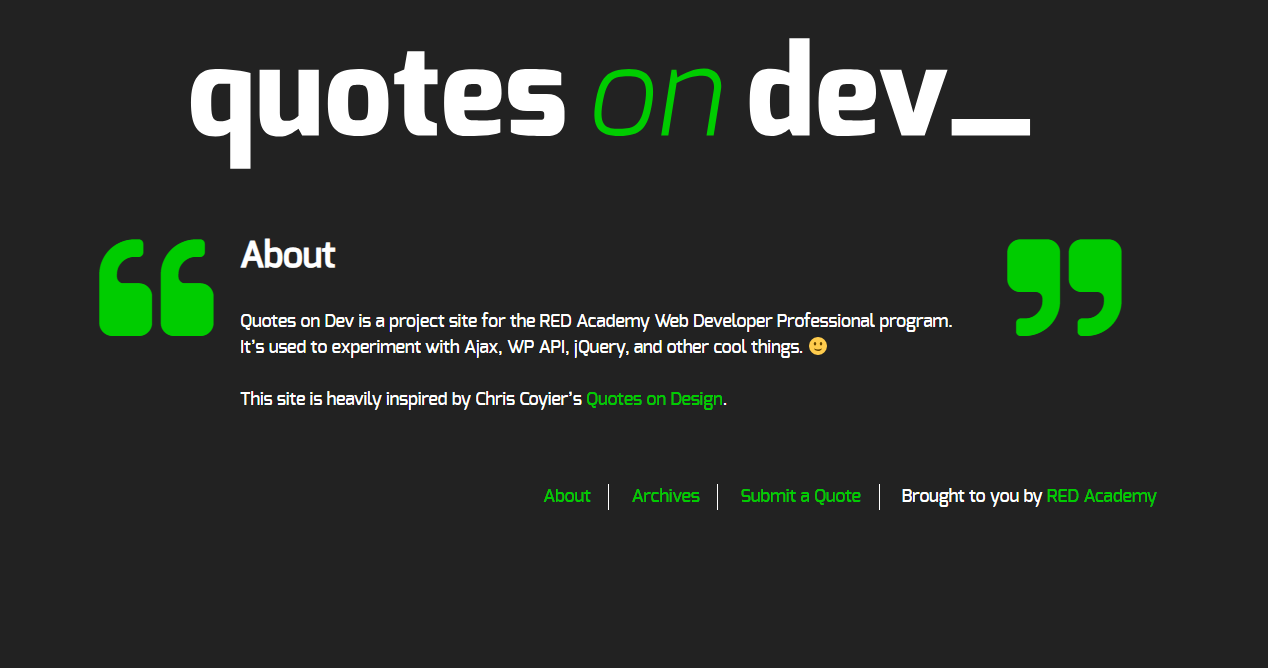 quotes on dev_
“ About ”
Quotes on Dev is a project site for the RED Academy Web Developer Professional program.
It’s used to experiment with Ajax, WP API, jQuery, and other cool things. 🙂
This site is heavily inspired by Chris Coyier’s Quotes on Design.
About | Archives | Submit a Quote | Brought to you by RED Academy